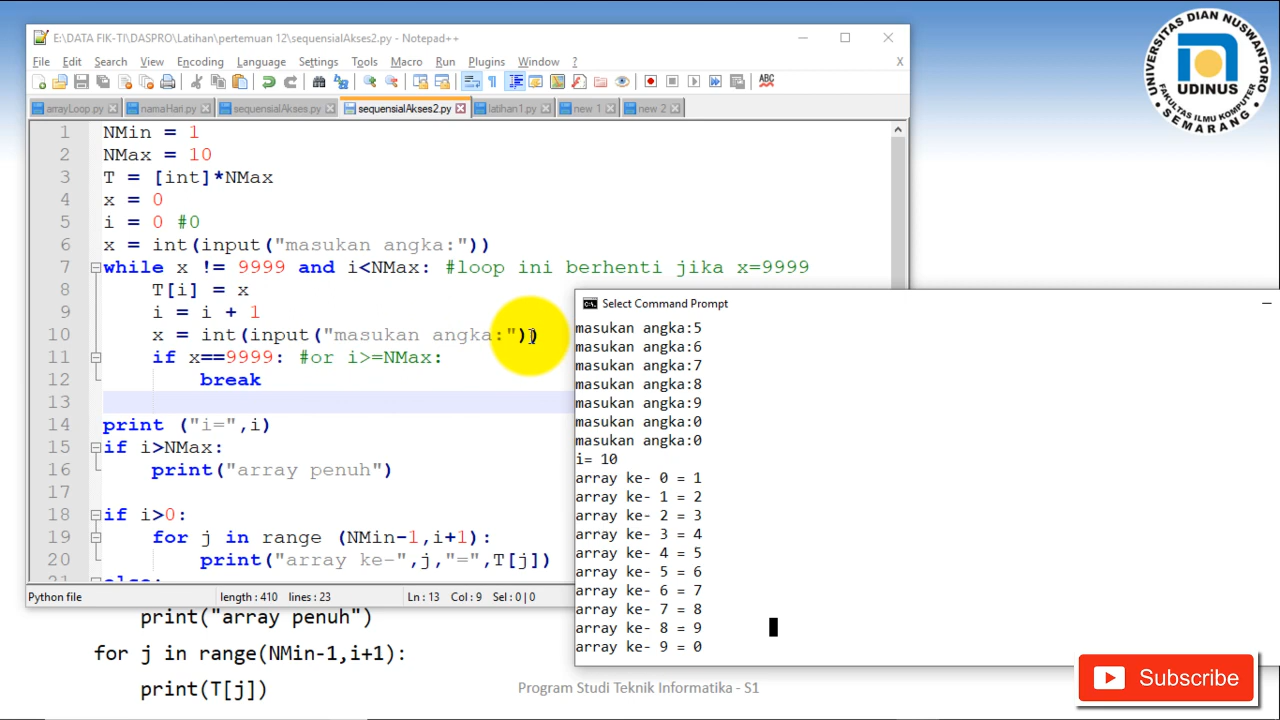 E:\DATA FIK-TI\DASPRO\Latihan\pertemuan 12\sequensialAkses2.py - Notepad++
File Edit Search View Encoding Language Settings Tools Macro Run Plugins Window ?
X
ABC
arrayLoop.py namaHari.py sequensialAkses.py sequensialAkses2.py latihan1.py new 1 new 2
1 NMin = 1
2 NMax = 10
3 T = [int]*NMax
4 x = 0
5 i = 0 #0
6 x = int(input("masukan angka:"))
7 while x != 9999 and i<NMax: #loop ini berhenti jika x=9999
8 T[i] = x
9 i = i + 1
10 x = int(input("masukan angka:"))
11 if x==9999: #or i>=NMax:
12 break
13
14 print ("i=",i)
15 if i>NMax:
16 print("array penuh")
17
18 if i>0:
19 for j in range (NMin-1,i+1):
20 print("array ke-",j,"=",T[j])
21 else:
Python file length : 410 lines : 23 Ln : 13 Col : 9 Sel : 0 | 0
print("array penuh")
for j in range(NMin-1,i+1):
print(T[j])
Select Command Prompt
masukan angka:5
masukan angka:6
masukan angka:7
masukan angka:8
masukan angka:9
masukan angka:0
masukan angka:0
i= 10
array ke- 0 = 1
array ke- 1 = 2
array ke- 2 = 3
array ke- 3 = 4
array ke- 4 = 5
array ke- 5 = 6
array ke- 6 = 7
array ke- 7 = 8
array ke- 8 = 9
array ke- 9 = 0
Program Studi Teknik Informatika - S1
Subscribe
UNIVERSITAS DIAN NUSWANTORO
UDINUS
FAKULTAS ILMU KOMPUTER
SEMARANG